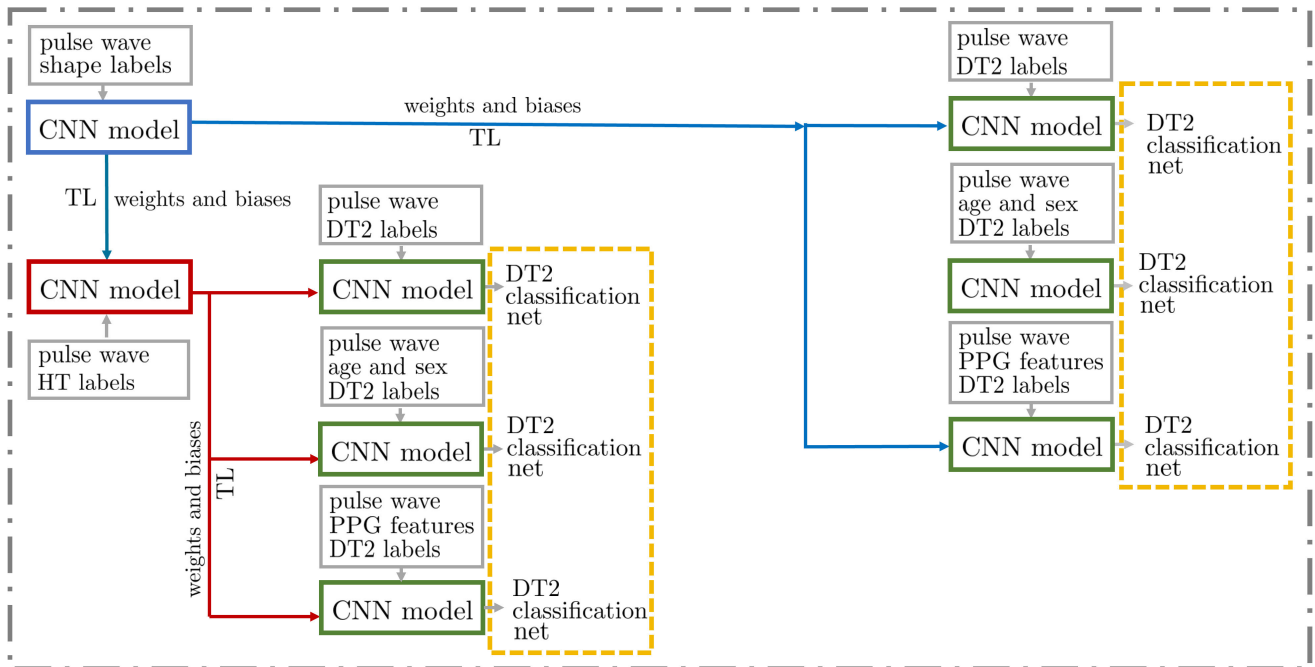 pulse wave
shape labels
CNN model
weights and biases
TL
TL
weights and biases
CNN model
pulse wave
HT labels
weights and biases
TL
pulse wave
DT2 labels
CNN model
DT2
classification
net
pulse wave
age and sex
DT2 labels
CNN model
DT2
classification
net
pulse wave
PPG features
DT2 labels
CNN model
DT2
classification
net
pulse wave
DT2 labels
CNN model
DT2
classification
net
pulse wave
age and sex
DT2 labels
CNN model
DT2
classification
net
pulse wave
PPG features
DT2 labels
CNN model
DT2
classification
net